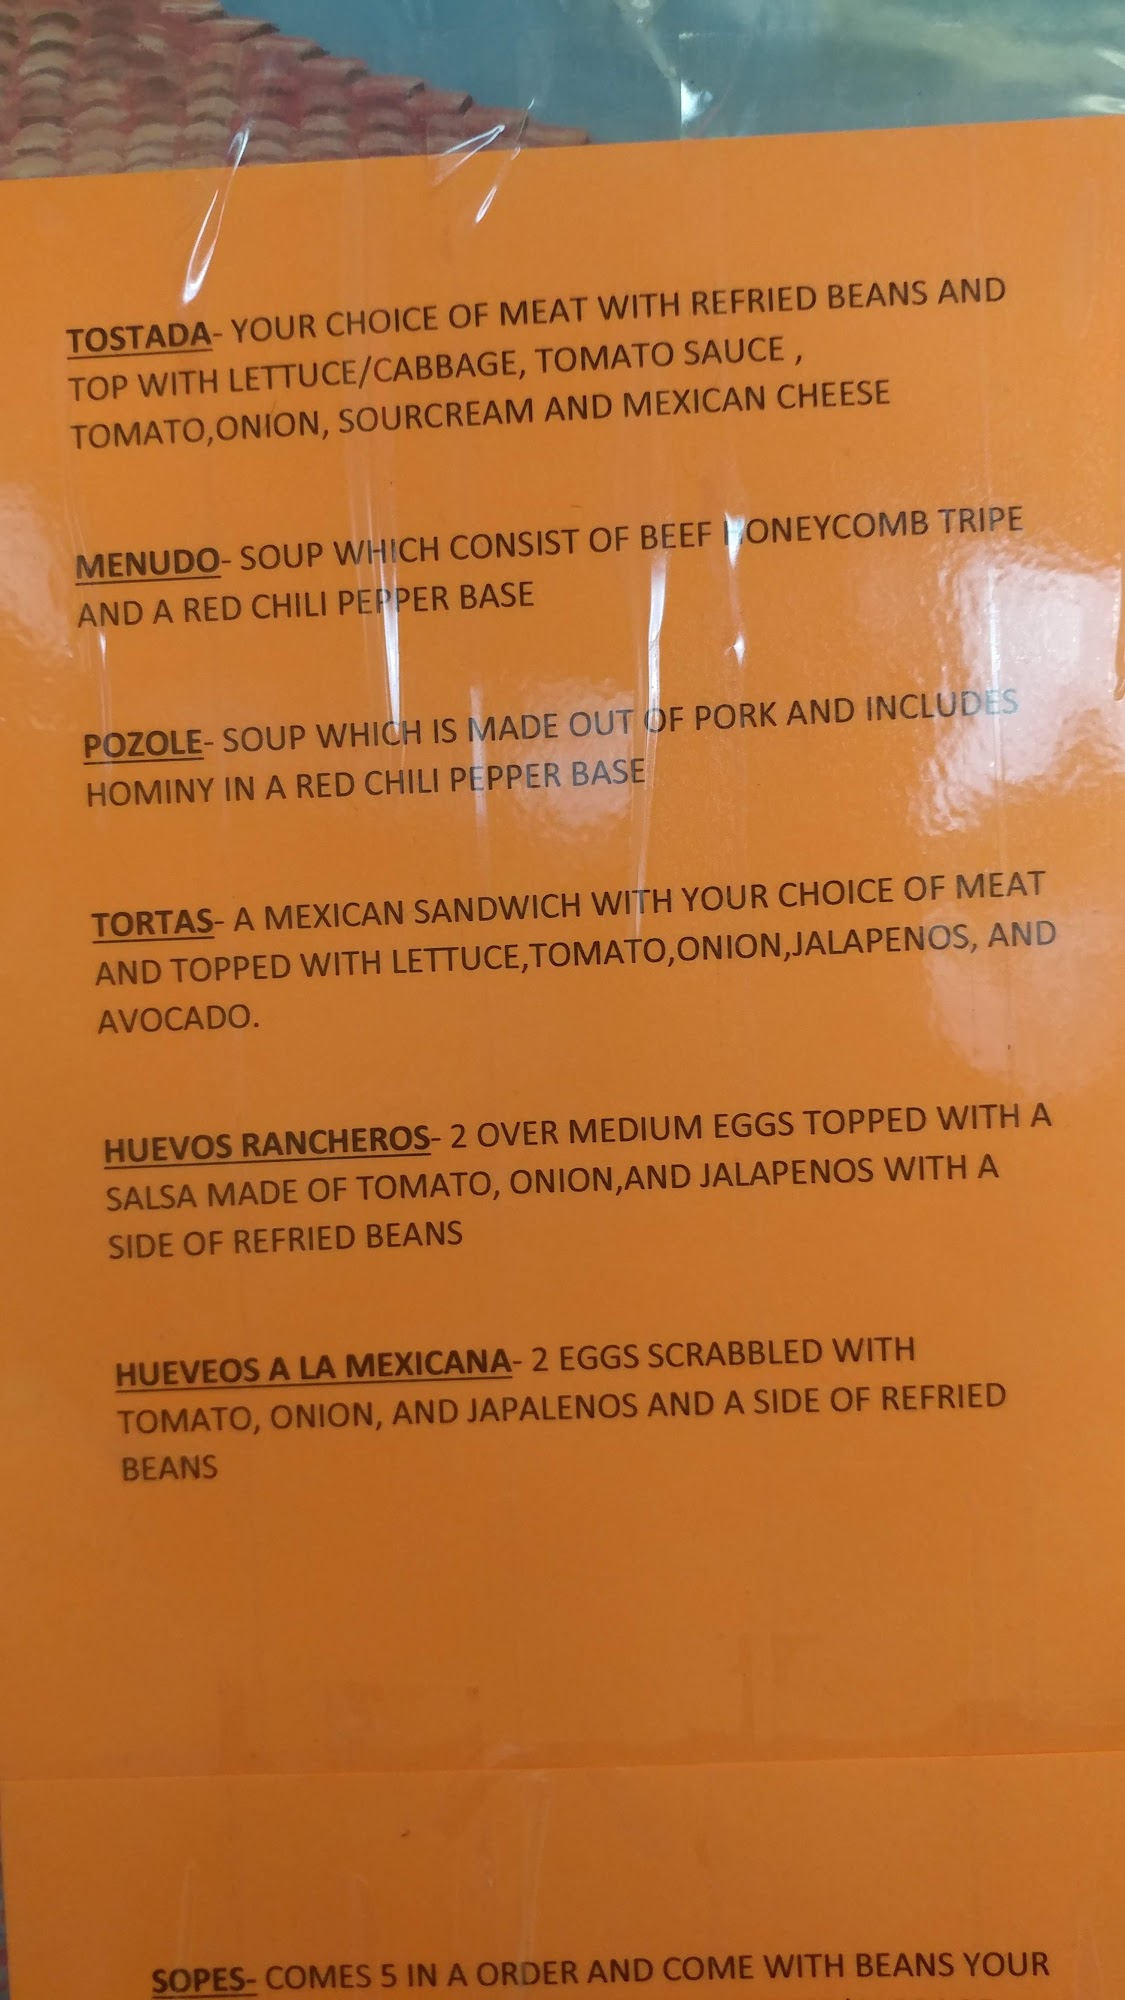 TOSTADA- YOUR CHOICE OF MEAT WITH REFRIED BEANS AND
TOP WITH LETTUCE/CABBAGE, TOMATO SAUCE ,
TOMATO,ONION, SOURCREAM AND MEXICAN CHEESE
MENUDO- SOUP WHICH CONSIST OF BEEF HONEYCOMB TRIPE
AND A RED CHILI PEPPER BASE
POZOLE- SOUP WHICH IS MADE OUT OF PORK AND INCLUDES
HOMINY IN A RED CHILI PEPPER BASE
TORTAS- A MEXICAN SANDWICH WITH YOUR CHOICE OF MEAT
AND TOPPED WITH LETTUCE,TOMATO,ONION,JALAPENOS, AND
AVOCADO.
HUEVOS RANCHEROS- 2 OVER MEDIUM EGGS TOPPED WITH A
SALSA MADE OF TOMATO, ONION,AND JALAPENOS WITH A
SIDE OF REFRIED BEANS
HUEVEOS A LA MEXICANA- 2 EGGS SCRABBLED WITH
TOMATO, ONION, AND JAPALENOS AND A SIDE OF REFRIED
BEANS
SOPES- COMES 5 IN A ORDER AND COME WITH BEANS YOUR